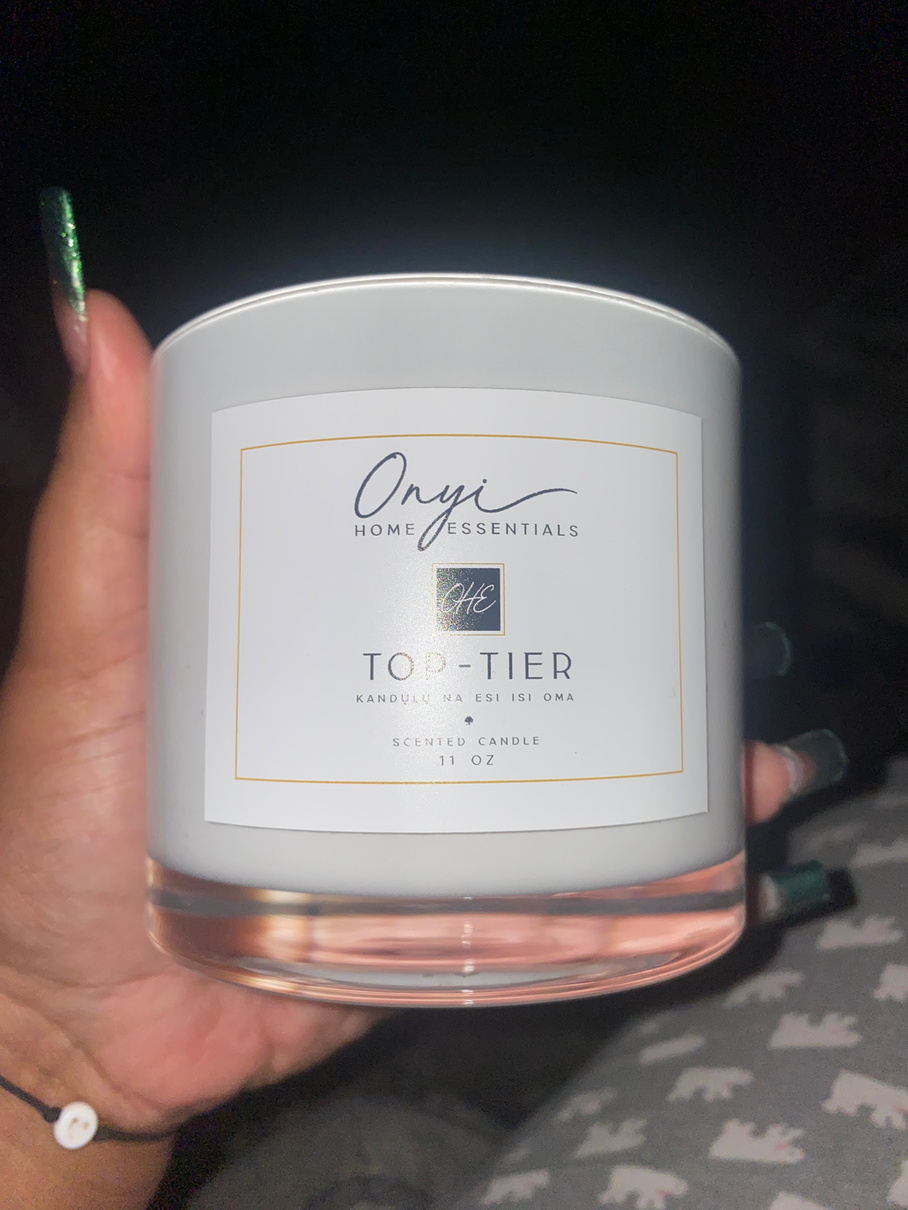 Onyi
HOME ESSENTIALS
OHE
TOP-TIER
KANDỤLỤ NA ESI ISI OMA
SCENTED CANDLE
11 OZ